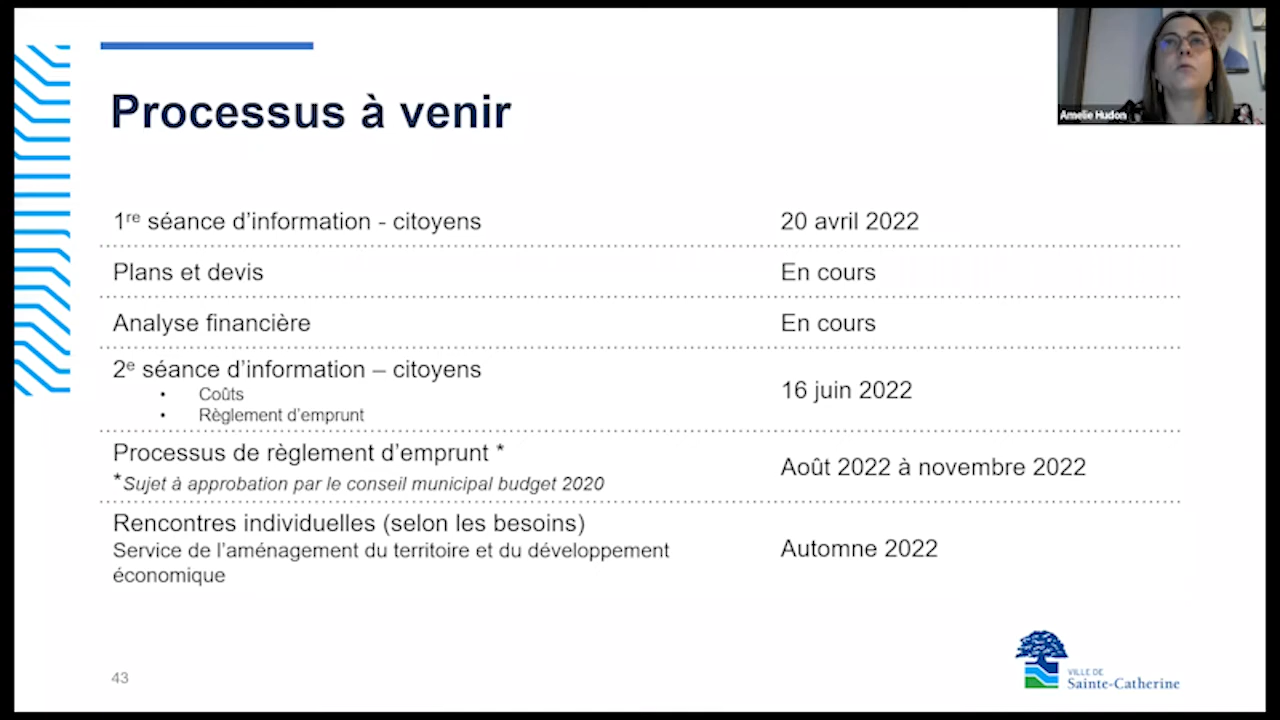 Processus à venir
Amelie Hudon
1re séance d'information - citoyens
20 avril 2022
Plans et devis
En cours
Analyse financière
En cours
2e séance d'information – citoyens
• Coûts
• Règlement d'emprunt
16 juin 2022
Processus de règlement d'emprunt *
*Sujet à approbation par le conseil municipal budget 2020
Août 2022 à novembre 2022
Rencontres individuelles (selon les besoins)
Service de l'aménagement du territoire et du développement
économique
Automne 2022
43
VILLE DE
Sainte-Catherine